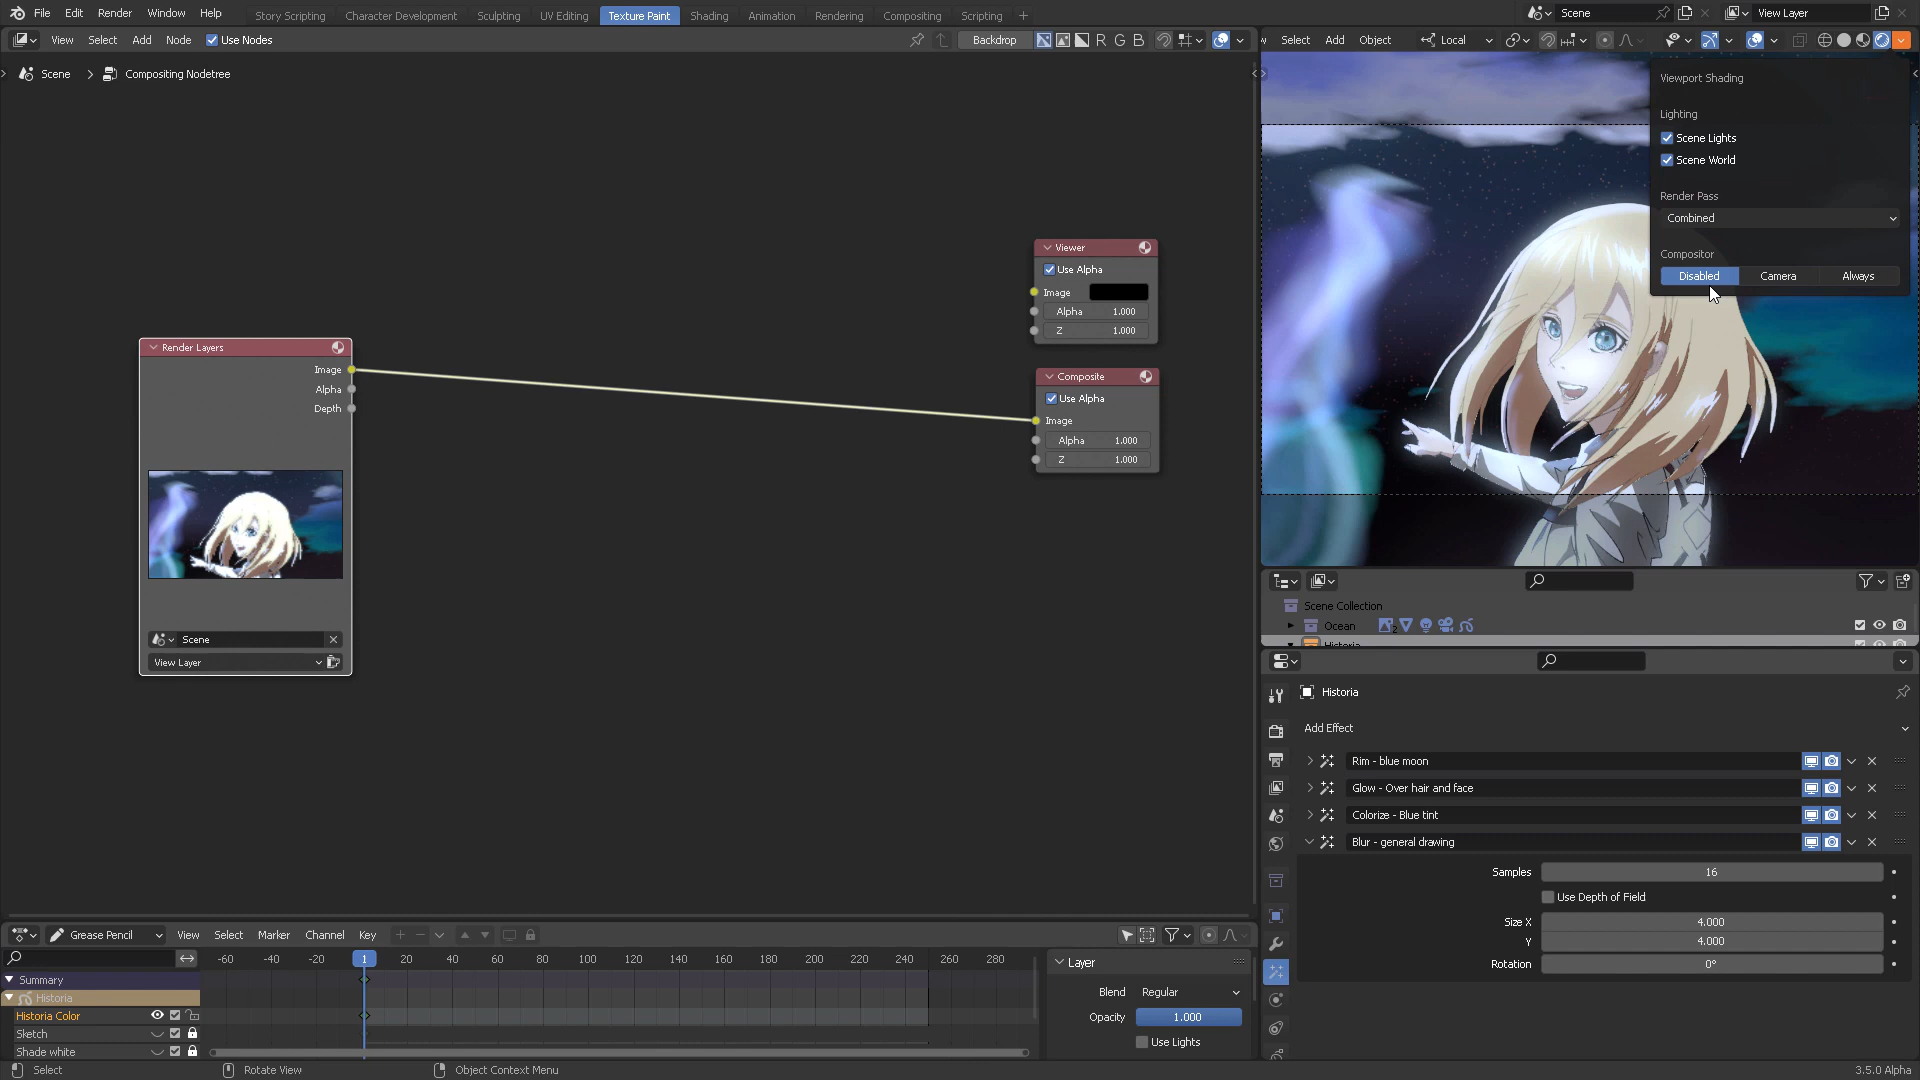 File Edit Render Window Help
Story Scripting Character Development Sculpting UV Editing Texture Paint Shading Animation Rendering Compositing Scripting +
Scene
View Layer
View Select Add Node Use Nodes
Backdrop
R G B
Select Add Object
Local
Scene > Compositing Nodetree
Viewport Shading
Lighting
Scene Lights
Scene World
Render Pass
Combined
Compositor
Disabled Camera Always
Viewer
Use Alpha
Image
Alpha 1.000
Z 1.000
Render Layers
Image
Alpha
Depth
Scene
View Layer
Composite
Use Alpha
Image
Alpha 1.000
Z 1.000
Scene Collection
Ocean
2
Historia
Historia
Add Effect
Rim - blue moon
Glow - Over hair and face
Colorize - Blue tint
Blur - general drawing
Samples 16
Use Depth of Field
Size X 4.000
Y 4.000
Rotation 0°
Grease Pencil
View Select Marker Channel Key
-60 -40 -20 1 20 40 60 80 100 120 140 160 180 200 220 240 260 280
Summary
Historia
Historia Color
Sketch
Shade white
Layer
Blend Regular
Opacity 1.000
Use Lights
Select
Rotate View
Object Context Menu
3.5.0 Alpha